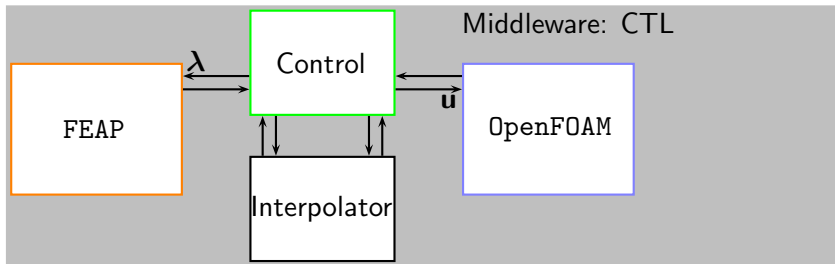 Middleware: CTL
Control
λ
FEAP
u
OpenFOAM
Interpolator